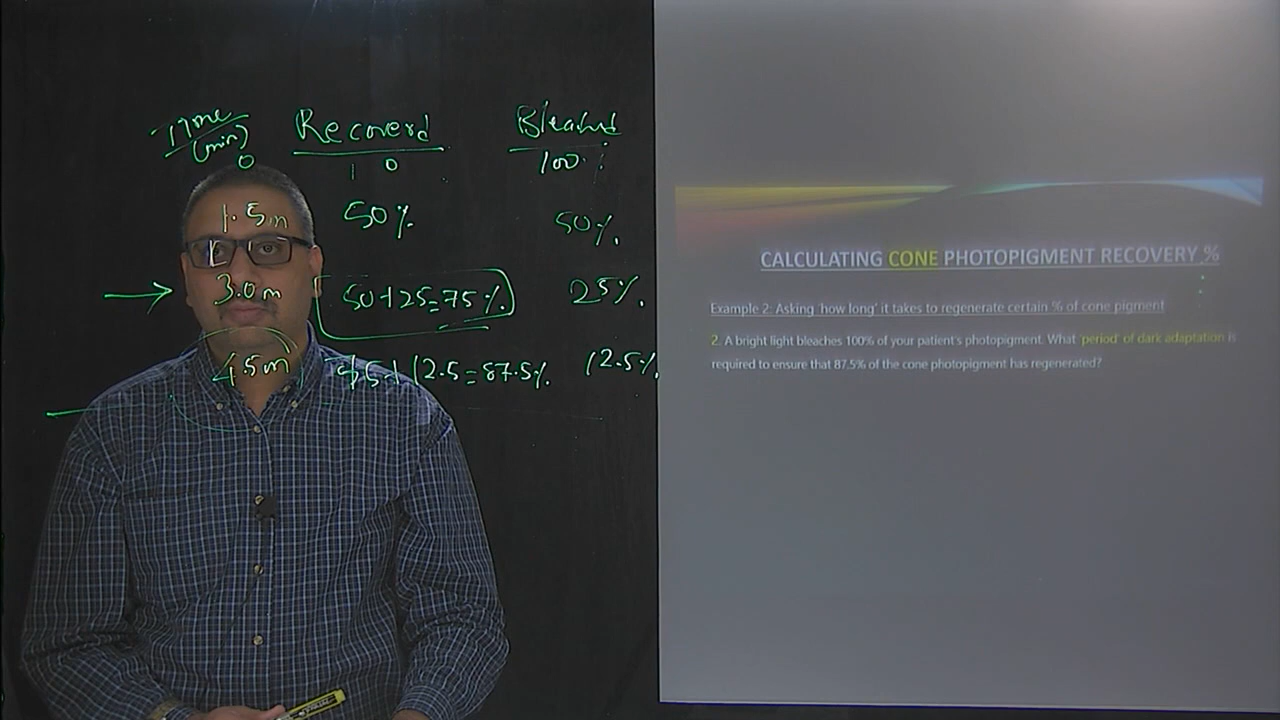 Time Recoverd Bleached
(min)
0 0 100%
1.5m 50% 50%
3.0m 50+25=75% 25%
4.5m 75+12.5=87.5% 12.5%
CALCULATING CONE PHOTOPIGMENT RECOVERY %
Example 2: Asking 'how long' it takes to regenerate certain % of cone pigment
2. A bright light bleaches 100% of your patient's photopigment. What 'period' of dark adaptation is
required to ensure that 87.5% of the cone photopigment has regenerated?